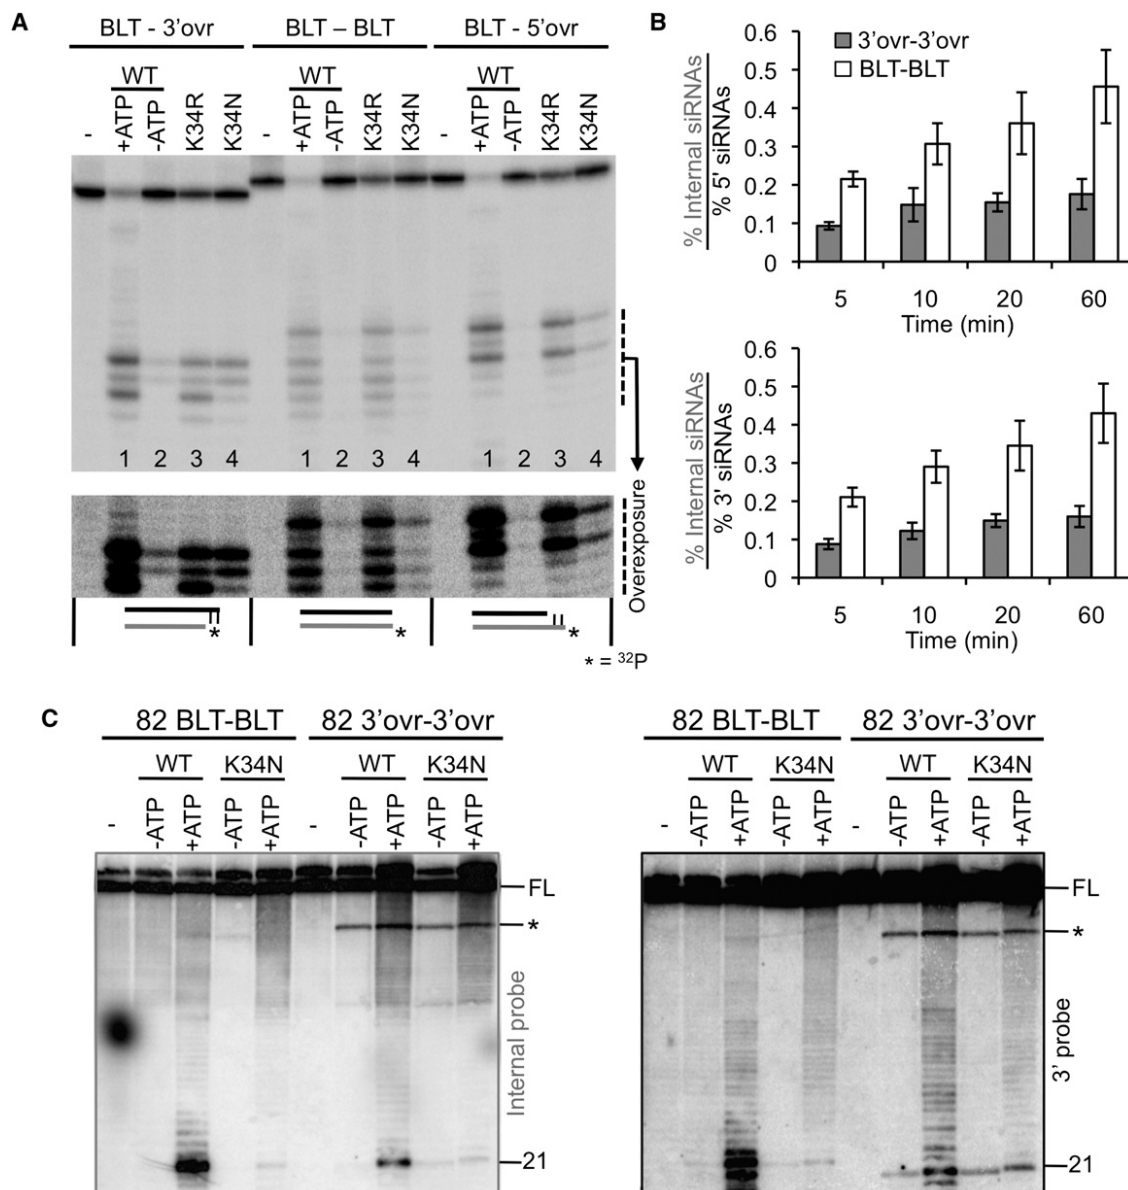 A
BLT - 3'ovr
BLT – BLT
BLT - 5'ovr
WT
WT
WT
- +ATP -ATP K34R K34N
- +ATP -ATP K34R K34N
- +ATP -ATP K34R K34N
1 2 3 4 1 2 3 4 1 2 3 4
Overexposure
* * *
* = 32P
B
3'ovr-3'ovr
BLT-BLT
% Internal siRNAs
% 5' siRNAs
0.6
0.5
0.4
0.3
0.2
0.1
0
5 10 20 60
Time (min)
% Internal siRNAs
% 3' siRNAs
0.6
0.5
0.4
0.3
0.2
0.1
0
5 10 20 60
Time (min)
C
82 BLT-BLT 82 3'ovr-3'ovr
WT K34N WT K34N
- -ATP +ATP -ATP +ATP - -ATP +ATP -ATP +ATP
FL
*
Internal probe
21
82 BLT-BLT 82 3'ovr-3'ovr
WT K34N WT K34N
- -ATP +ATP -ATP +ATP - -ATP +ATP -ATP +ATP
FL
*
3' probe
21